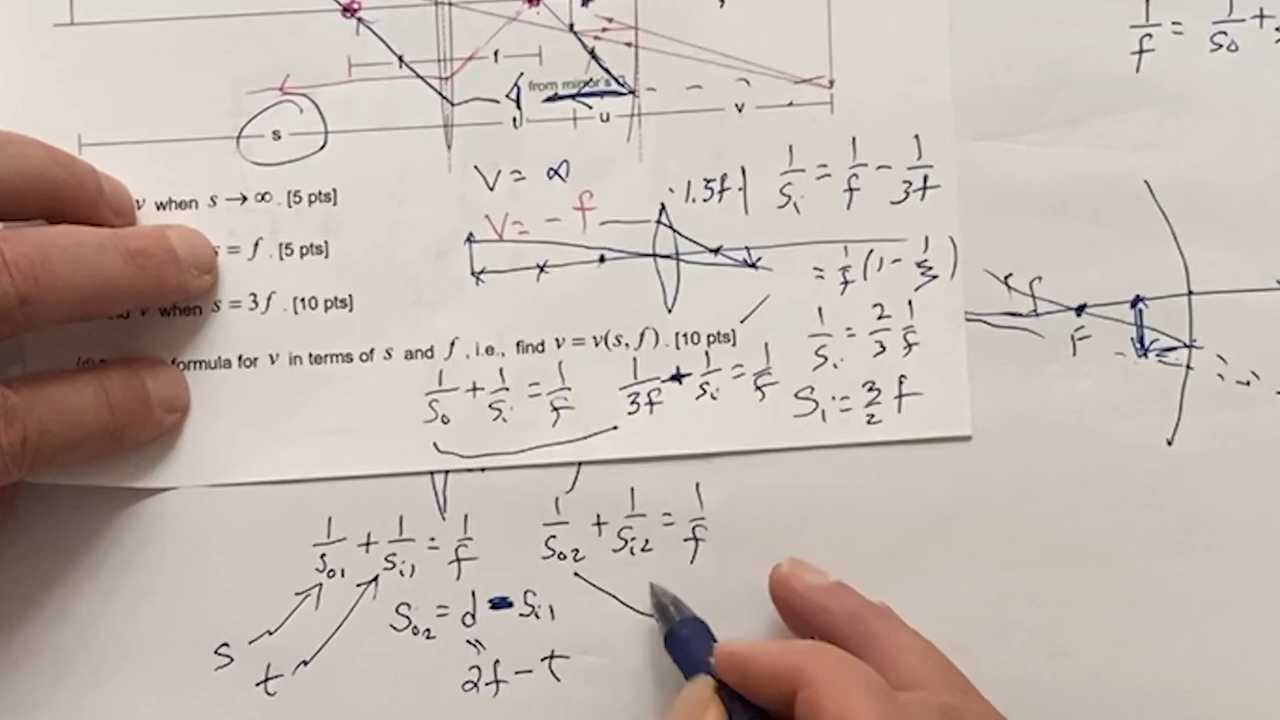 1/f = 1/S₀ +
f
f
from mirror's
s
u
v
V = ∞
1.5f
1/Sᵢ = 1/f − 1/3f
v when s → ∞. [5 pts]
V = − f
s = f. [5 pts]
= 1/f (1 − 1/3)
f
F
v when s = 3f. [10 pts]
1/Sᵢ = 2/3 1/f
formula for v in terms of s and f, i.e., find v = v(s, f). [10 pts]
1/S₀ + 1/Sᵢ = 1/f
1/3f + 1/Sᵢ = 1/f
Sᵢ = 3/2 f
1/S₀₁ + 1/Sᵢ₁ = 1/f
1/S₀₂ + 1/Sᵢ₂ = 1/f
S₀₂ = d − Sᵢ₁
s
t
2f − t